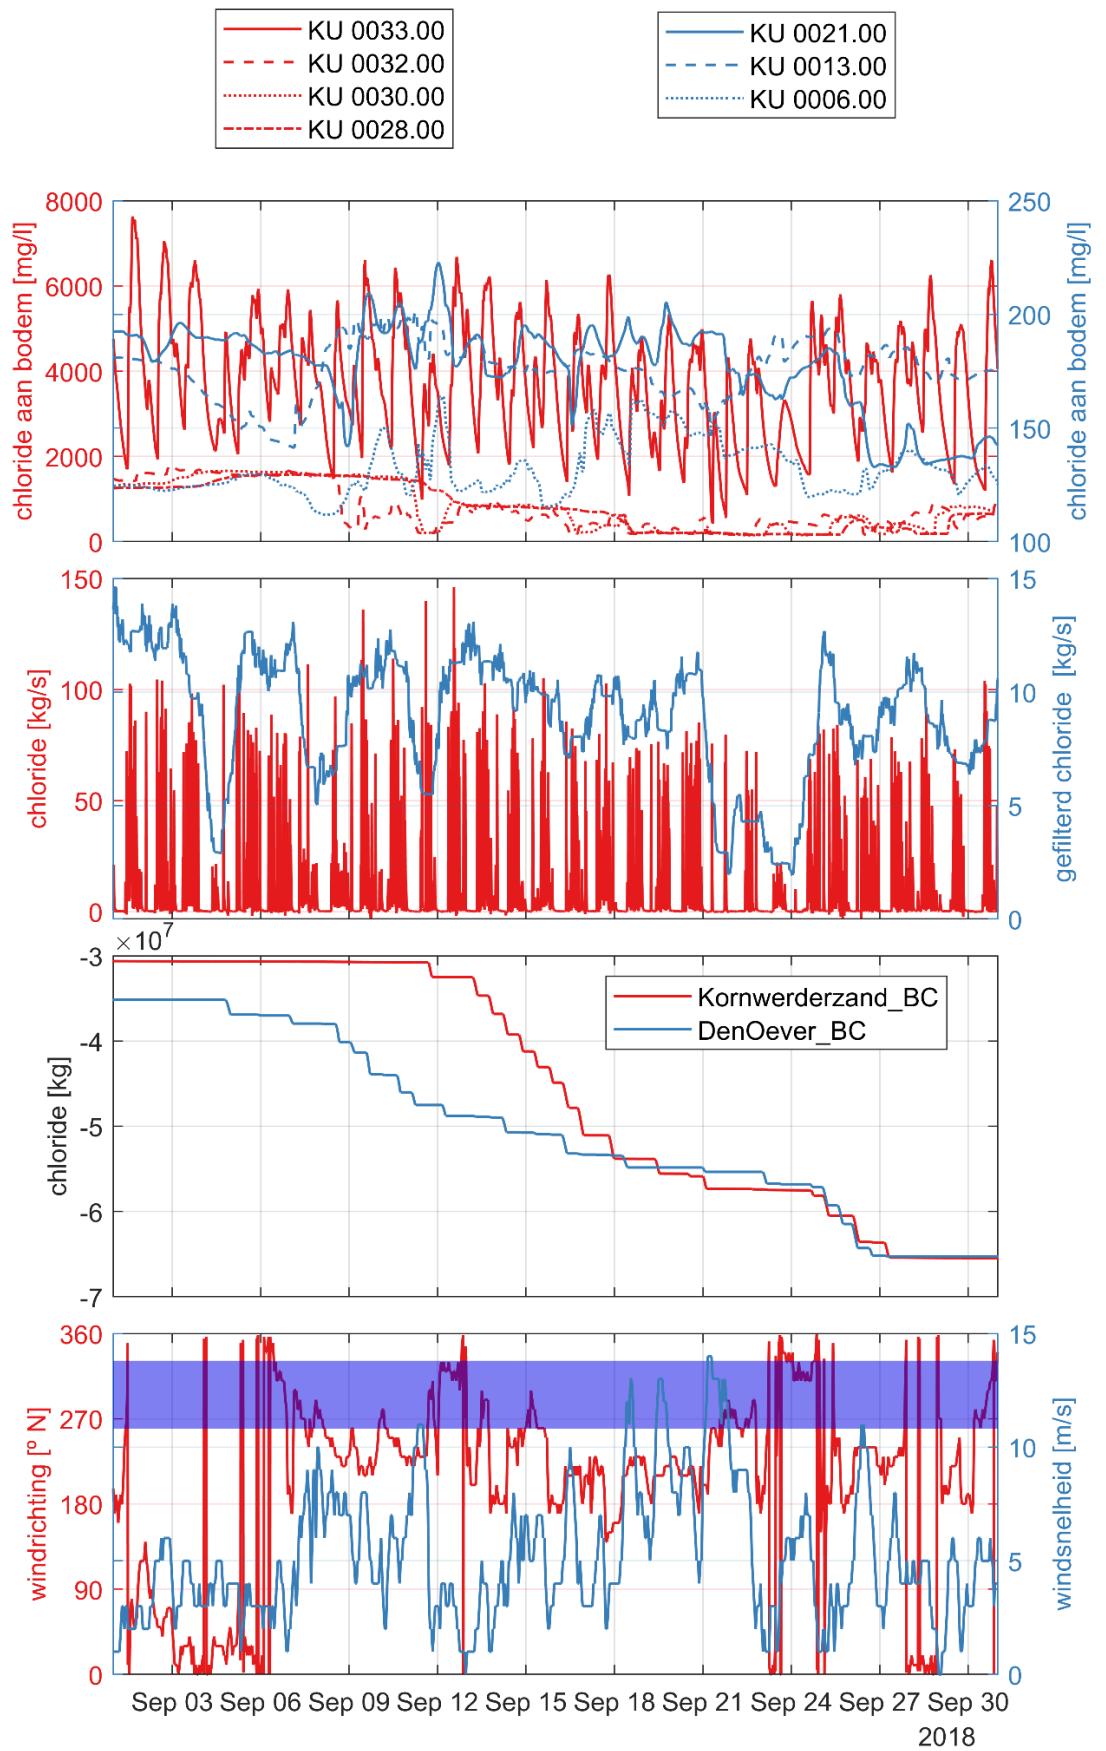 KU 0033.00
KU 0032.00
KU 0030.00
KU 0028.00
KU 0021.00
KU 0013.00
KU 0006.00
8000
6000
4000
2000
0
chloride aan bodem [mg/l]
250
200
150
100
chloride aan bodem [mg/l]
150
100
50
0
chloride [kg/s]
15
10
5
0
gefilterd chloride [kg/s]
×10⁷
-3
-4
-5
-6
-7
chloride [kg]
Kornwerderzand_BC
DenOever_BC
360
270
180
90
0
windrichting [º N]
15
10
5
0
windsnelheid [m/s]
Sep 03 Sep 06 Sep 09 Sep 12 Sep 15 Sep 18 Sep 21 Sep 24 Sep 27 Sep 30
2018